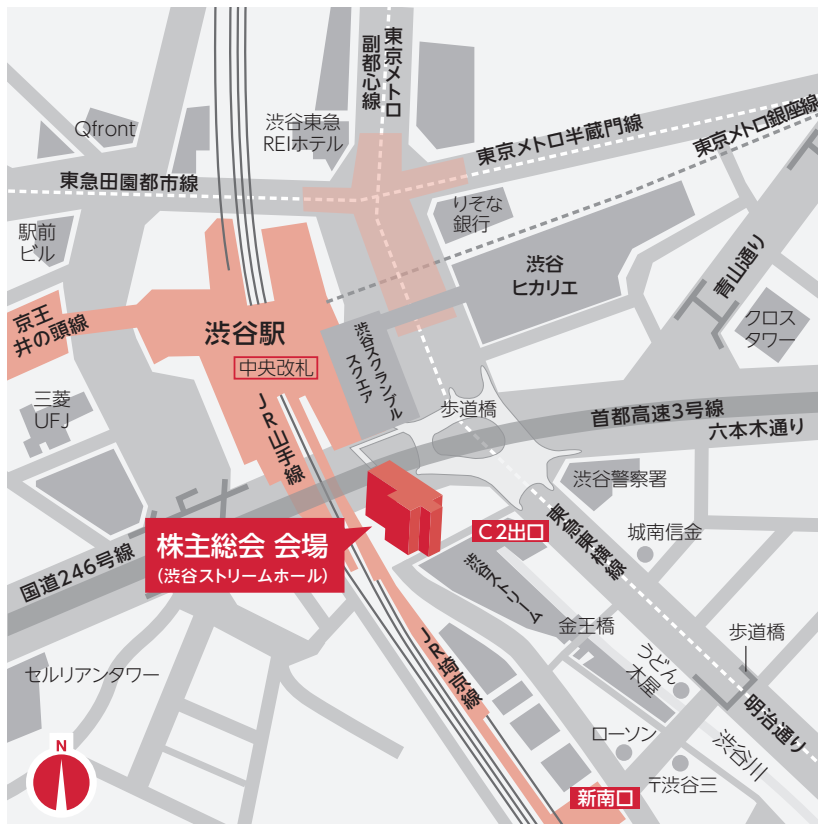 東京メトロ
副都心線
Qfront
渋谷東急
REIホテル
東京メトロ半蔵門線
東京メトロ銀座線
東急田園都市線
りそな
銀行
駅前
ビル
渋谷
ヒカリエ
青山通り
京王
井の頭線
渋谷駅
中央改札
渋谷スクランブル
スクエア
クロス
タワー
三菱
UFJ
JR山手線
歩道橋
首都高速3号線
六本木通り
渋谷警察署
株主総会 会場
(渋谷ストリームホール)
C2出口
東急東横線
城南信金
国道246号線
渋谷ストリーム
金王橋
歩道橋
セルリアンタワー
JR埼京線
うどん
木屋
明治通り
ローソン
渋谷川
N
〒渋谷三
新南口